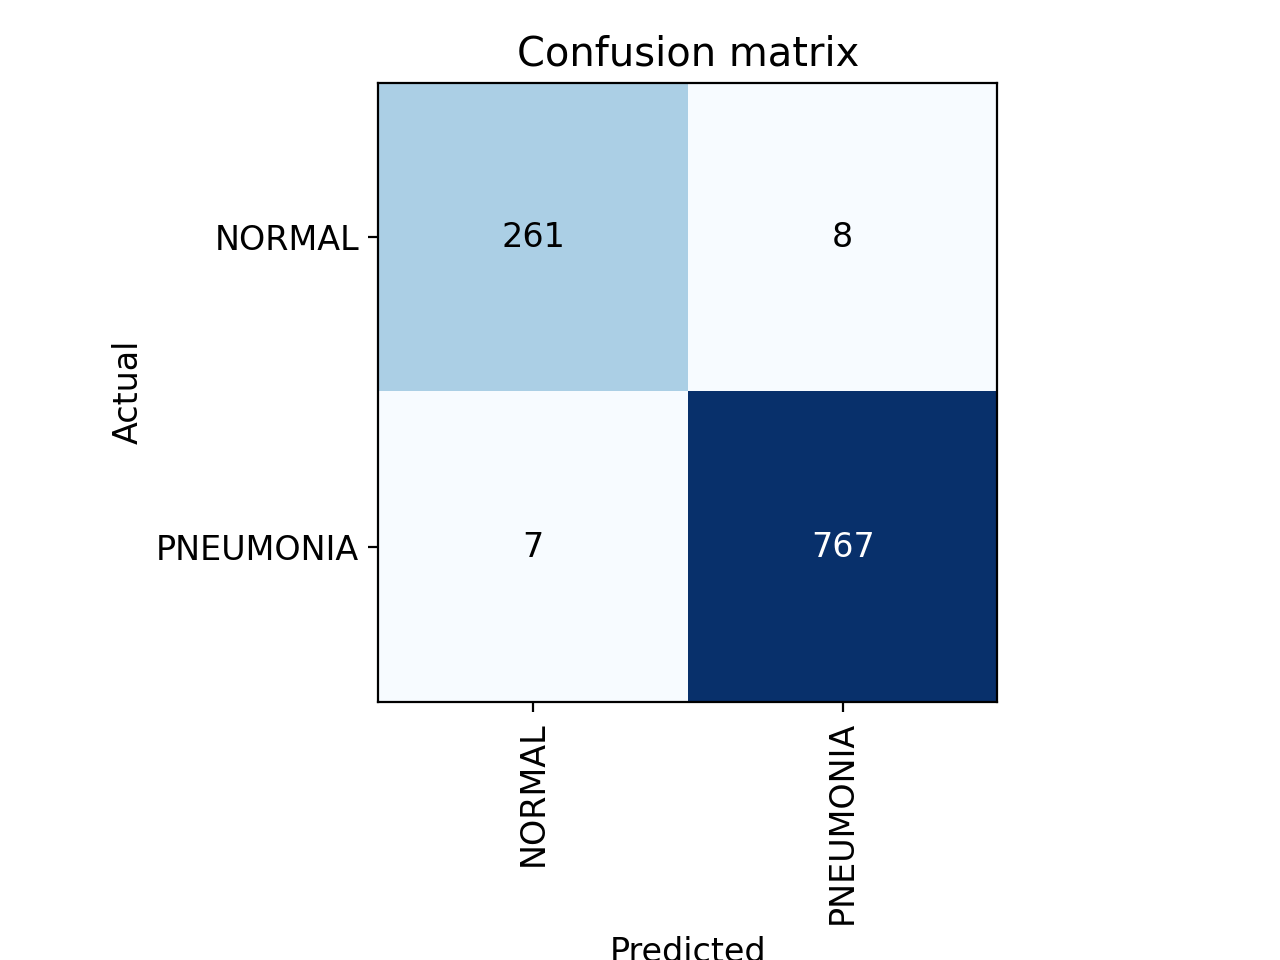 Confusion matrix
NORMAL
261
8
Actual
PNEUMONIA
7
767
NORMAL
PNEUMONIA
Predicted